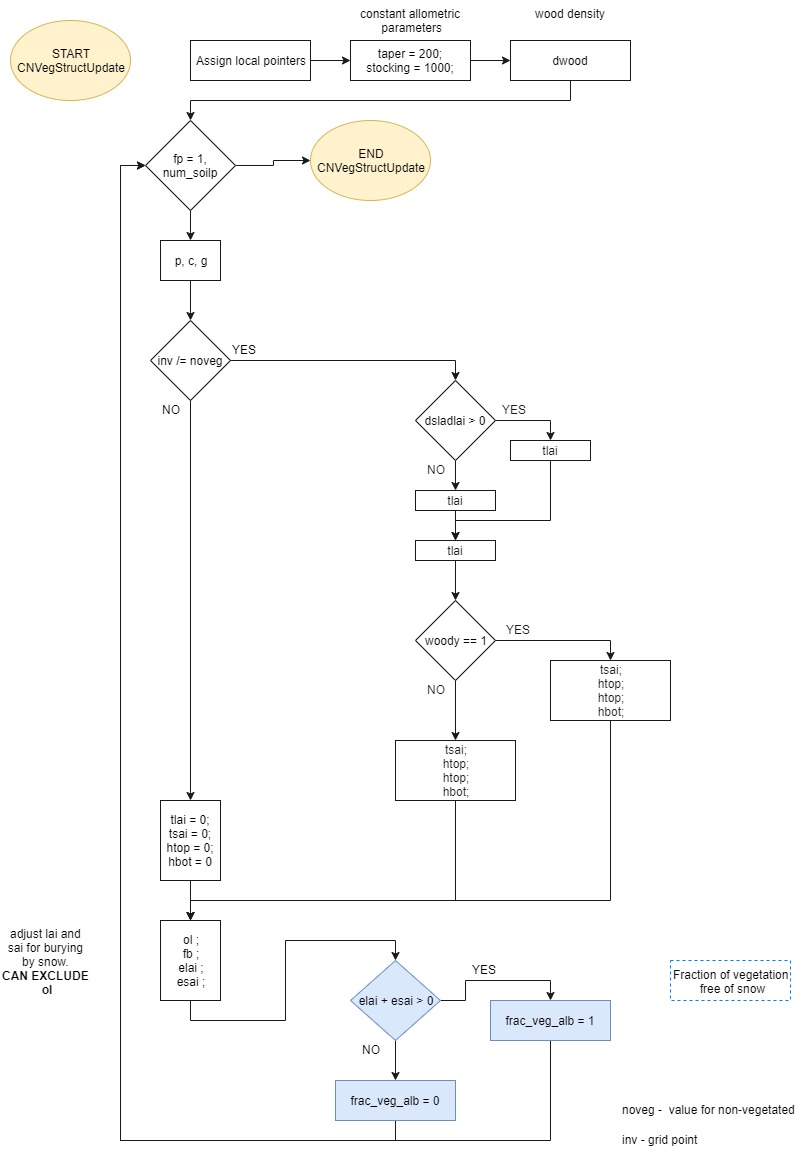 constant allometric
parameters
wood density
START
CNVegStructUpdate
Assign local pointers
taper = 200;
stocking = 1000;
dwood
fp = 1,
num_soilp
END
CNVegStructUpdate
p, c, g
inv /= noveg
YES
NO
dsladlai > 0
YES
tlai
NO
tlai
tlai
woody == 1
YES
tsai;
htop;
htop;
hbot;
NO
tsai;
htop;
htop;
hbot;
tlai = 0;
tsai = 0;
htop = 0;
hbot = 0
adjust lai and
sai for burying
by snow.
CAN EXCLUDE
ol
ol ;
fb ;
elai ;
esai ;
elai + esai > 0
YES
frac_veg_alb = 1
NO
frac_veg_alb = 0
Fraction of vegetation
free of snow
noveg -  value for non-vegetated
inv - grid point